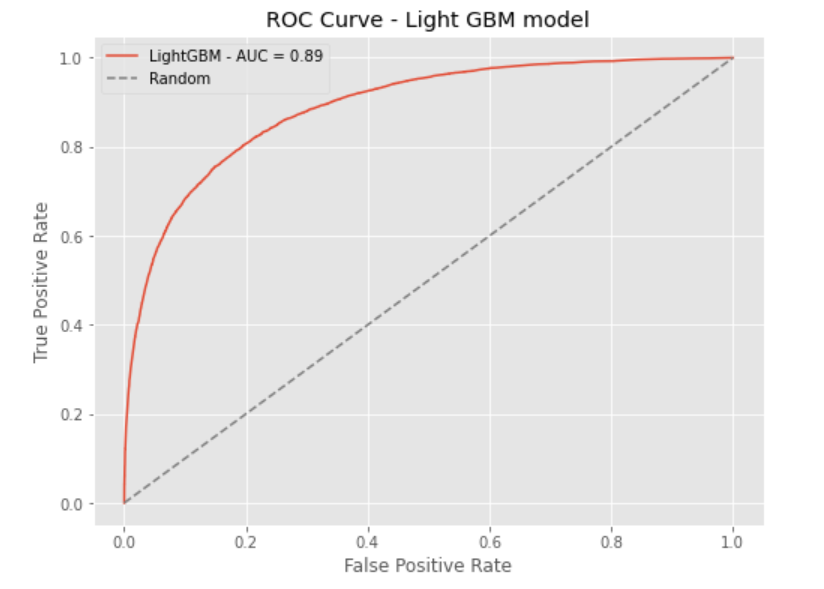 ROC Curve - Light GBM model
LightGBM - AUC = 0.89
Random
1.0
0.8
0.6
0.4
0.2
0.0
True Positive Rate
0.0 0.2 0.4 0.6 0.8 1.0
False Positive Rate